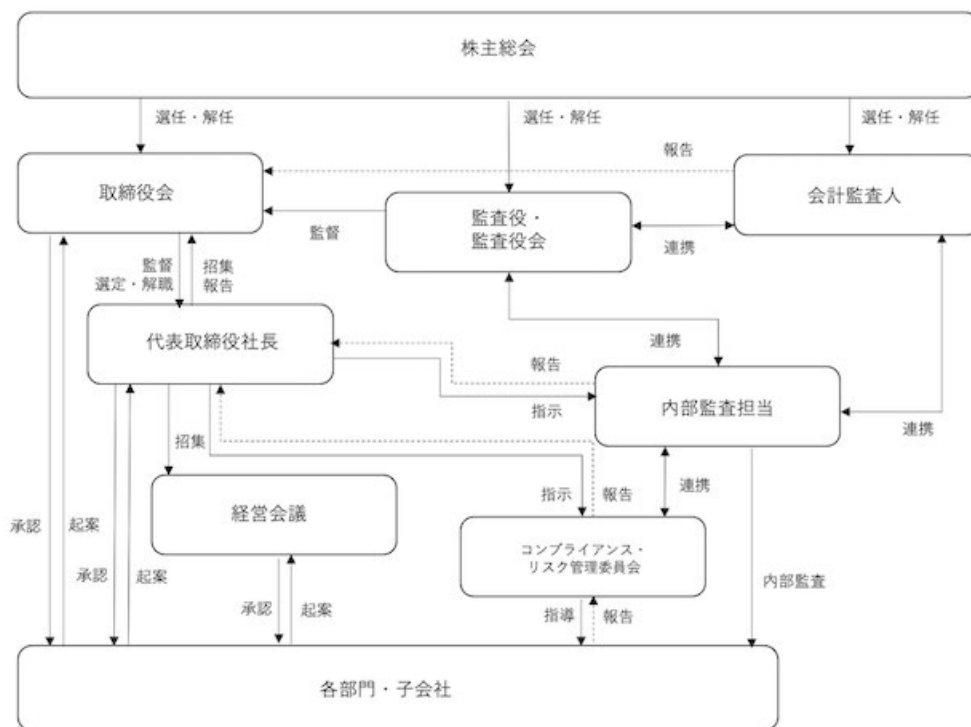 株主総会
選任・解任
選任・解任
選任・解任
報告
取締役会
会計監査人
監査役・
監査役会
監督
連携
監督
選定・解職
招集
報告
代表取締役社長
連携
報告
指示
内部監査担当
連携
招集
指示
報告
連携
経営会議
コンプライアンス・
リスク管理委員会
承認
起案
承認
起案
承認
起案
指導
報告
内部監査
各部門・子会社